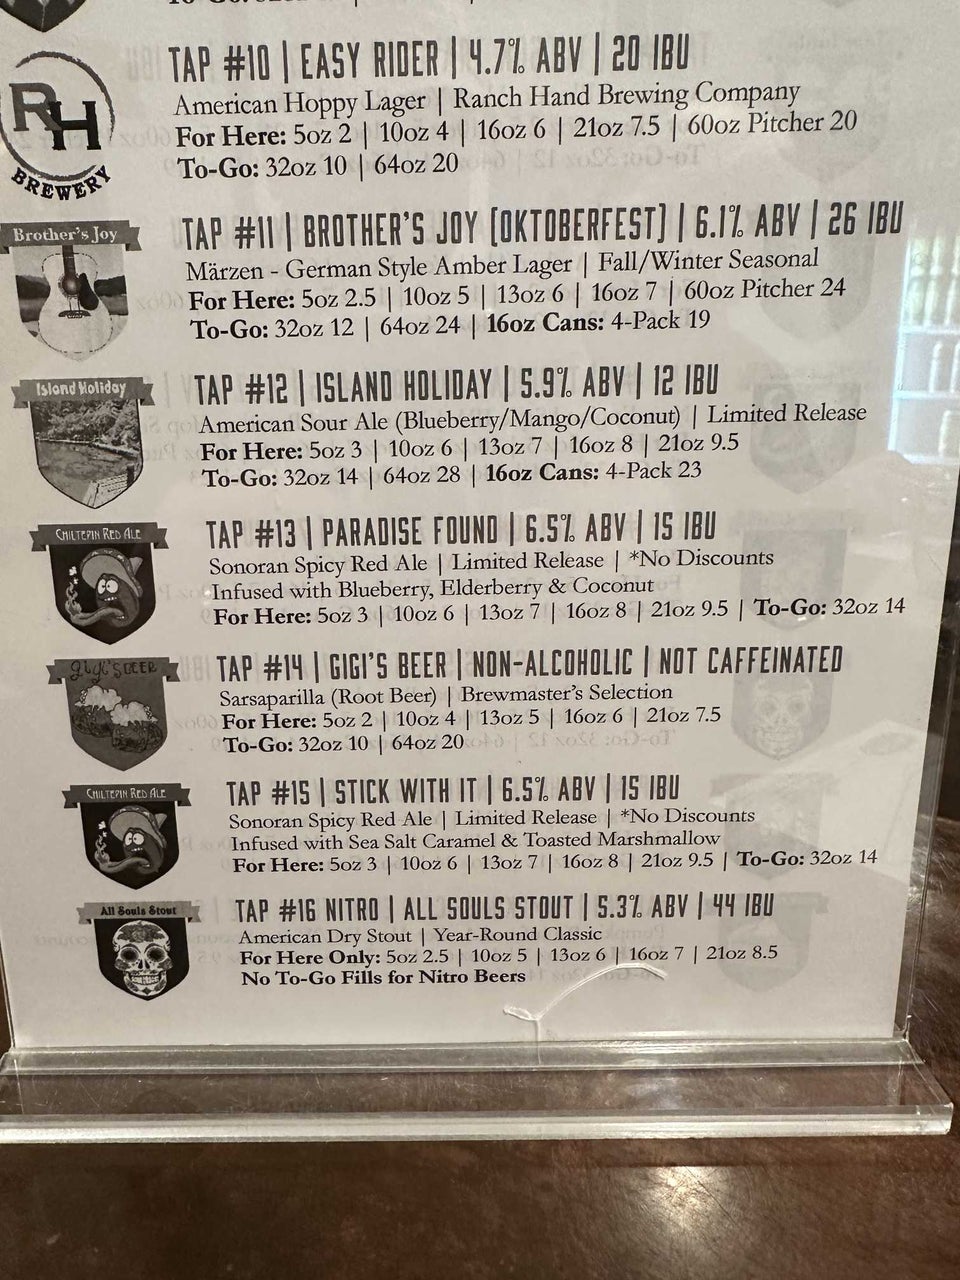 RH
BREWERY
TAP #10 | EASY RIDER | 4.7% ABV | 20 IBU
American Hoppy Lager | Ranch Hand Brewing Company
For Here: 5oz 2 | 10oz 4 | 16oz 6 | 21oz 7.5 | 60oz Pitcher 20
To-Go: 32oz 10 | 64oz 20
Brother's Joy
TAP #11 | BROTHER'S JOY [OKTOBERFEST] | 6.1% ABV | 26 IBU
Märzen - German Style Amber Lager | Fall/Winter Seasonal
For Here: 5oz 2.5 | 10oz 5 | 13oz 6 | 16oz 7 | 60oz Pitcher 24
To-Go: 32oz 12 | 64oz 24 | 16oz Cans: 4-Pack 19
Island Holiday
TAP #12 | ISLAND HOLIDAY | 5.9% ABV | 12 IBU
American Sour Ale (Blueberry/Mango/Coconut) | Limited Release
For Here: 5oz 3 | 10oz 6 | 13oz 7 | 16oz 8 | 21oz 9.5
To-Go: 32oz 14 | 64oz 28 | 16oz Cans: 4-Pack 23
CHILTEPIN RED ALE
TAP #13 | PARADISE FOUND | 6.5% ABV | 15 IBU
Sonoran Spicy Red Ale | Limited Release | *No Discounts
Infused with Blueberry, Elderberry & Coconut
For Here: 5oz 3 | 10oz 6 | 13oz 7 | 16oz 8 | 21oz 9.5 | To-Go: 32oz 14
GIGI'S BEER
TAP #14 | GIGI'S BEER | NON-ALCOHOLIC | NOT CAFFEINATED
Sarsaparilla (Root Beer) | Brewmaster's Selection
For Here: 5oz 2 | 10oz 4 | 13oz 5 | 16oz 6 | 21oz 7.5
To-Go: 32oz 10 | 64oz 20
CHILTEPIN RED ALE
TAP #15 | STICK WITH IT | 6.5% ABV | 15 IBU
Sonoran Spicy Red Ale | Limited Release | *No Discounts
Infused with Sea Salt Caramel & Toasted Marshmallow
For Here: 5oz 3 | 10oz 6 | 13oz 7 | 16oz 8 | 21oz 9.5 | To-Go: 32oz 14
All Souls Stout
TAP #16 NITRO | ALL SOULS STOUT | 5.3% ABV | 44 IBU
American Dry Stout | Year-Round Classic
For Here Only: 5oz 2.5 | 10oz 5 | 13oz 6 | 16oz 7 | 21oz 8.5
No To-Go Fills for Nitro Beers